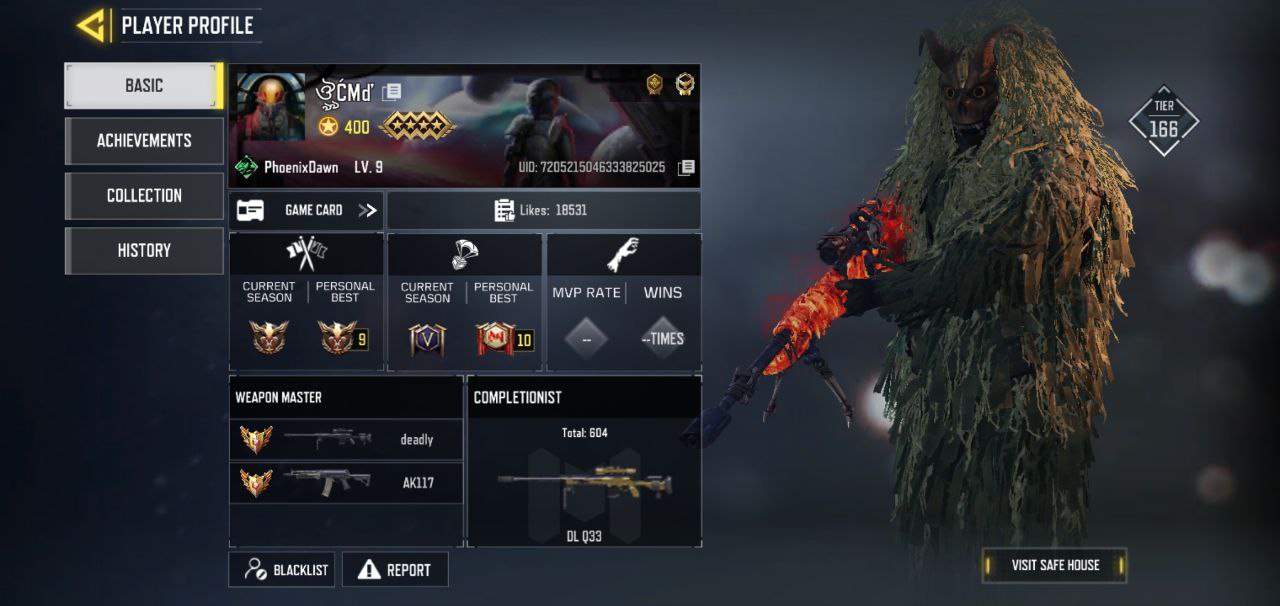 PLAYER PROFILE
BASIC
ACHIEVEMENTS
COLLECTION
HISTORY
400
PhoenixDawn LV. 9
UID: 7205215046333825025
GAME CARD
Likes: 18531
CURRENT SEASON
PERSONAL BEST
9
CURRENT SEASON
PERSONAL BEST
V
10
MVP RATE
WINS
--
--TIMES
WEAPON MASTER
deadly
AK117
COMPLETIONIST
Total: 604
DL Q33
BLACKLIST
REPORT
TIER
166
VISIT SAFE HOUSE